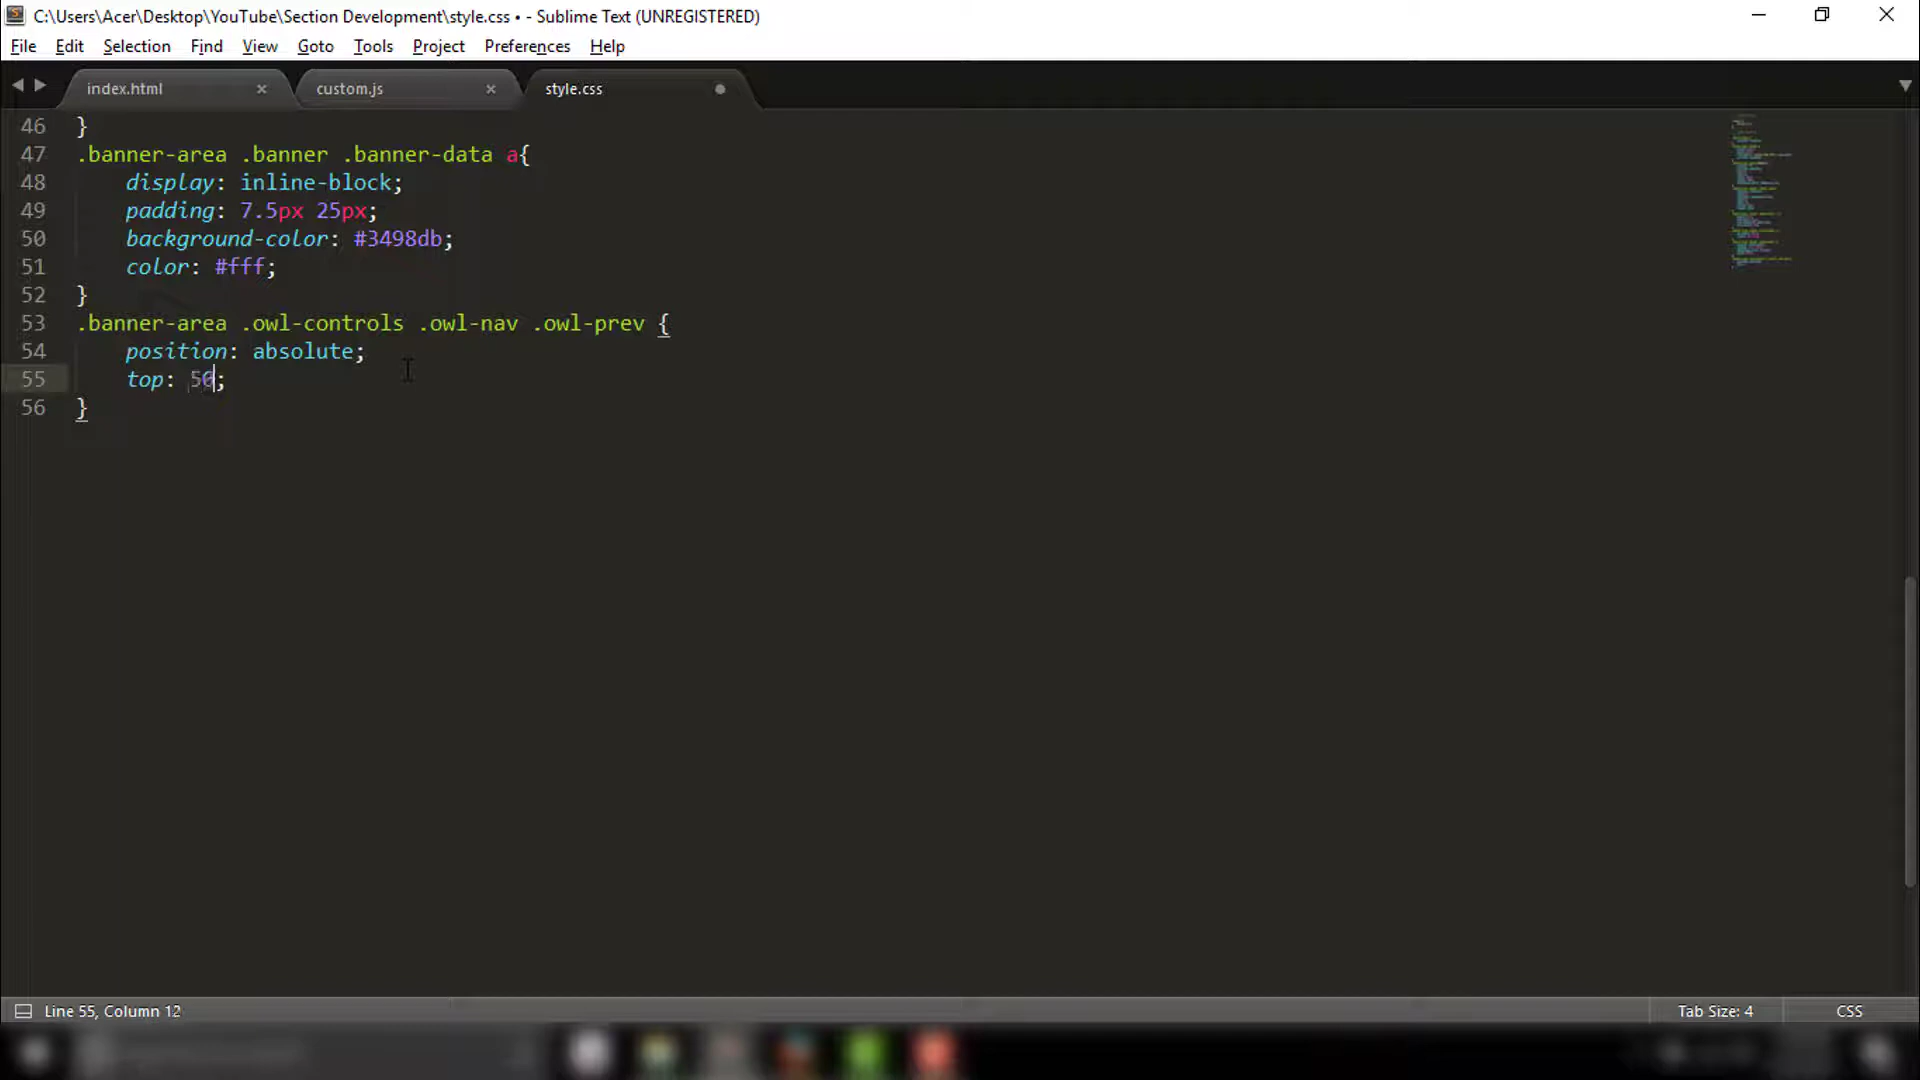 C:\Users\Acer\Desktop\YouTube\Section Development\style.css • - Sublime Text (UNREGISTERED)
File Edit Selection Find View Goto Tools Project Preferences Help
index.html × custom.js × style.css
46 }
47 .banner-area .banner .banner-data a{
48 display: inline-block;
49 padding: 7.5px 25px;
50 background-color: #3498db;
51 color: #fff;
52 }
53 .banner-area .owl-controls .owl-nav .owl-prev {
54 position: absolute;
55 top: 50;
56 }
Line 55, Column 12 Tab Size: 4 CSS